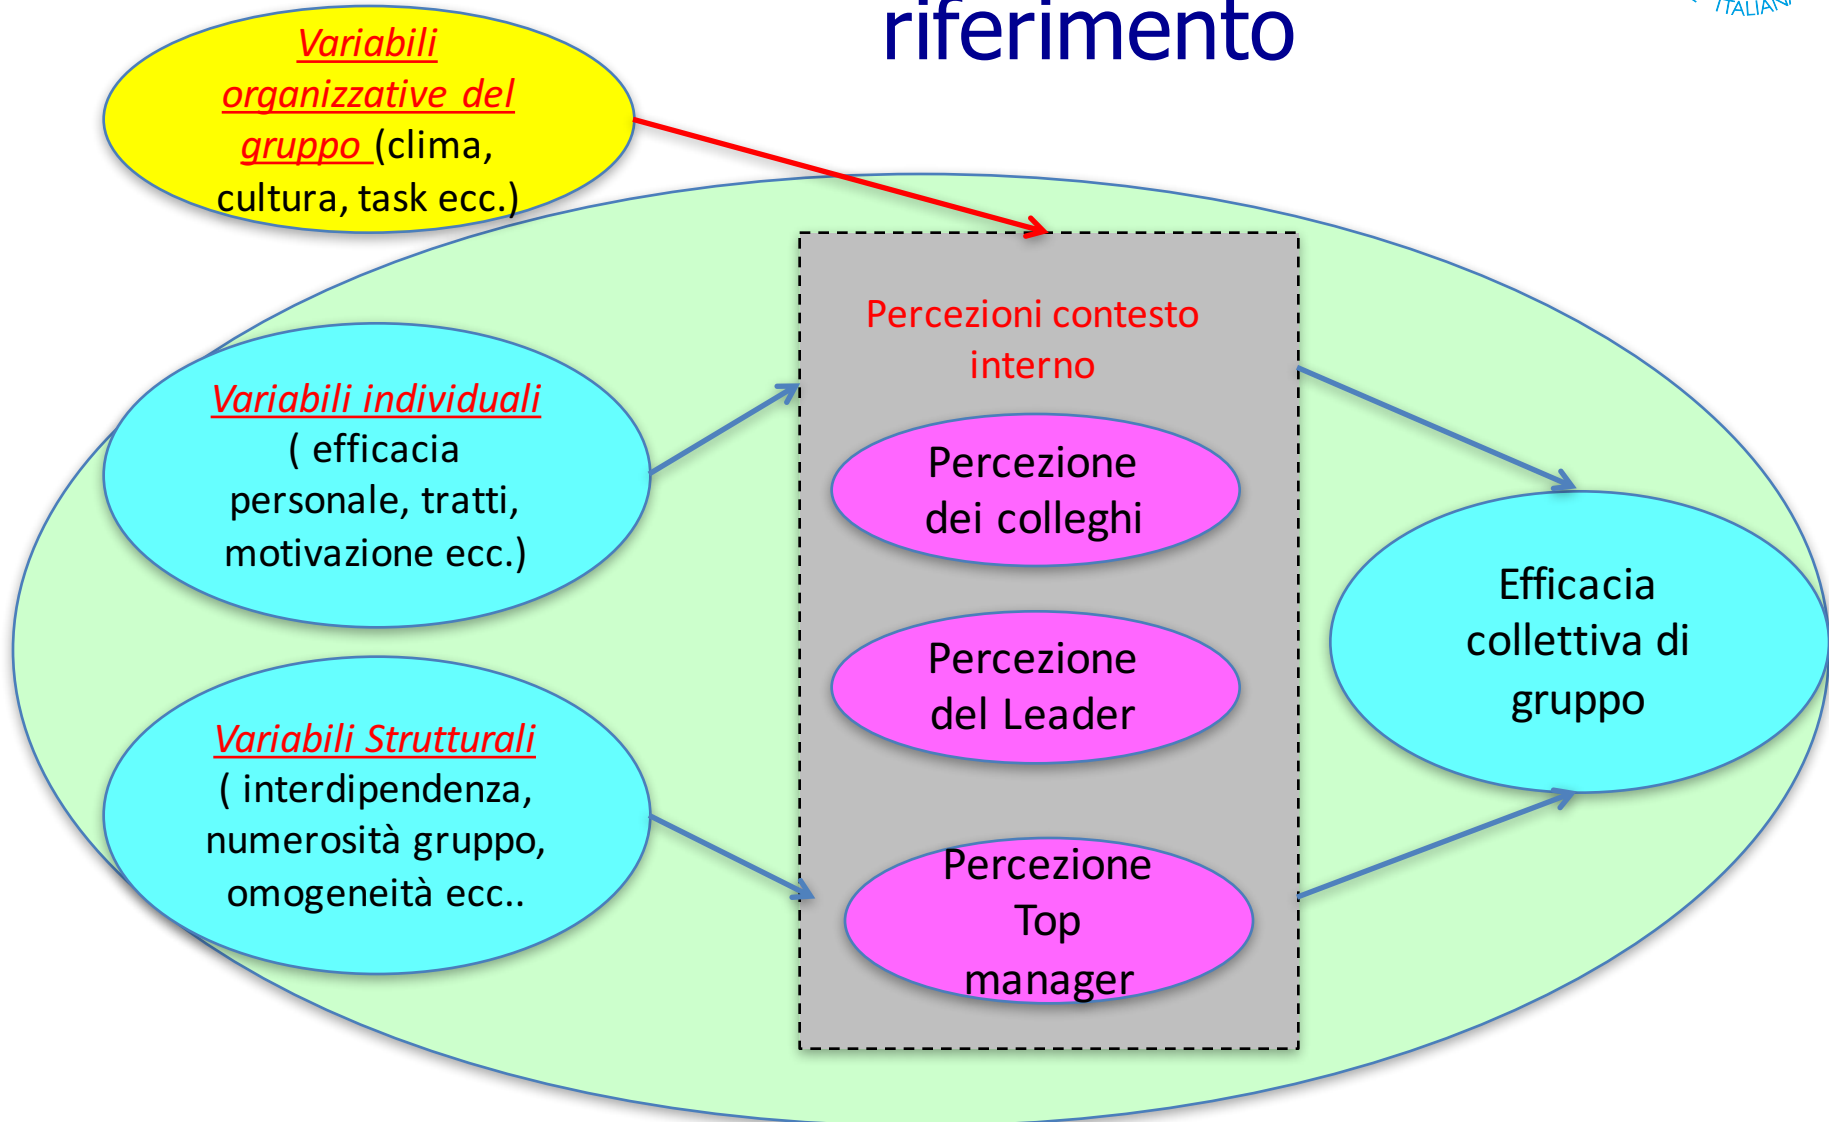 riferimento
ITALIANA
Variabili
organizzative del
gruppo (clima,
cultura, task ecc.)
Percezioni contesto
interno
Variabili individuali
( efficacia
personale, tratti,
motivazione ecc.)
Percezione
dei colleghi
Percezione
del Leader
Efficacia
collettiva di
gruppo
Variabili Strutturali
( interdipendenza,
numerosità gruppo,
omogeneità ecc..
Percezione
Top
manager